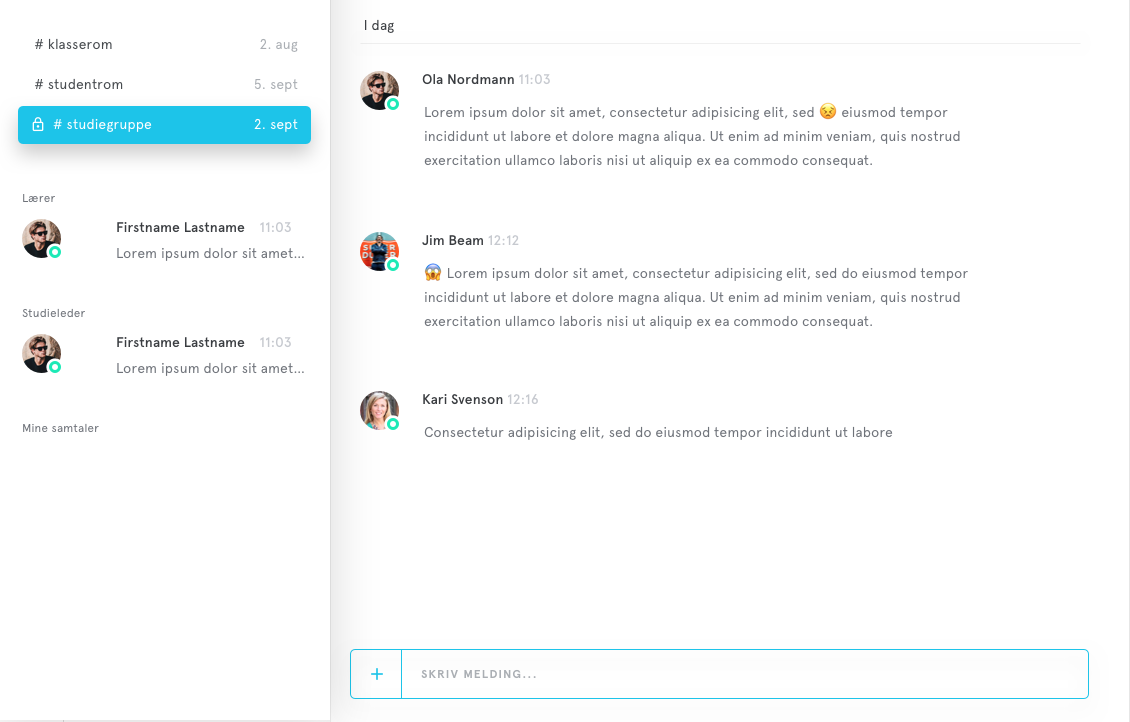 # klasserom 2. aug
# studentrom 5. sept
# studiegruppe 2. sept
Lærer
Firstname Lastname 11:03
Lorem ipsum dolor sit amet...
Studieleder
Firstname Lastname 11:03
Lorem ipsum dolor sit amet...
Mine samtaler
I dag
Ola Nordmann 11:03
Lorem ipsum dolor sit amet, consectetur adipisicing elit, sed 😣 eiusmod tempor
incididunt ut labore et dolore magna aliqua. Ut enim ad minim veniam, quis nostrud
exercitation ullamco laboris nisi ut aliquip ex ea commodo consequat.
Jim Beam 12:12
😱 Lorem ipsum dolor sit amet, consectetur adipisicing elit, sed do eiusmod tempor
incididunt ut labore et dolore magna aliqua. Ut enim ad minim veniam, quis nostrud
exercitation ullamco laboris nisi ut aliquip ex ea commodo consequat.
Kari Svenson 12:16
Consectetur adipisicing elit, sed do eiusmod tempor incididunt ut labore
SKRIV MELDING...